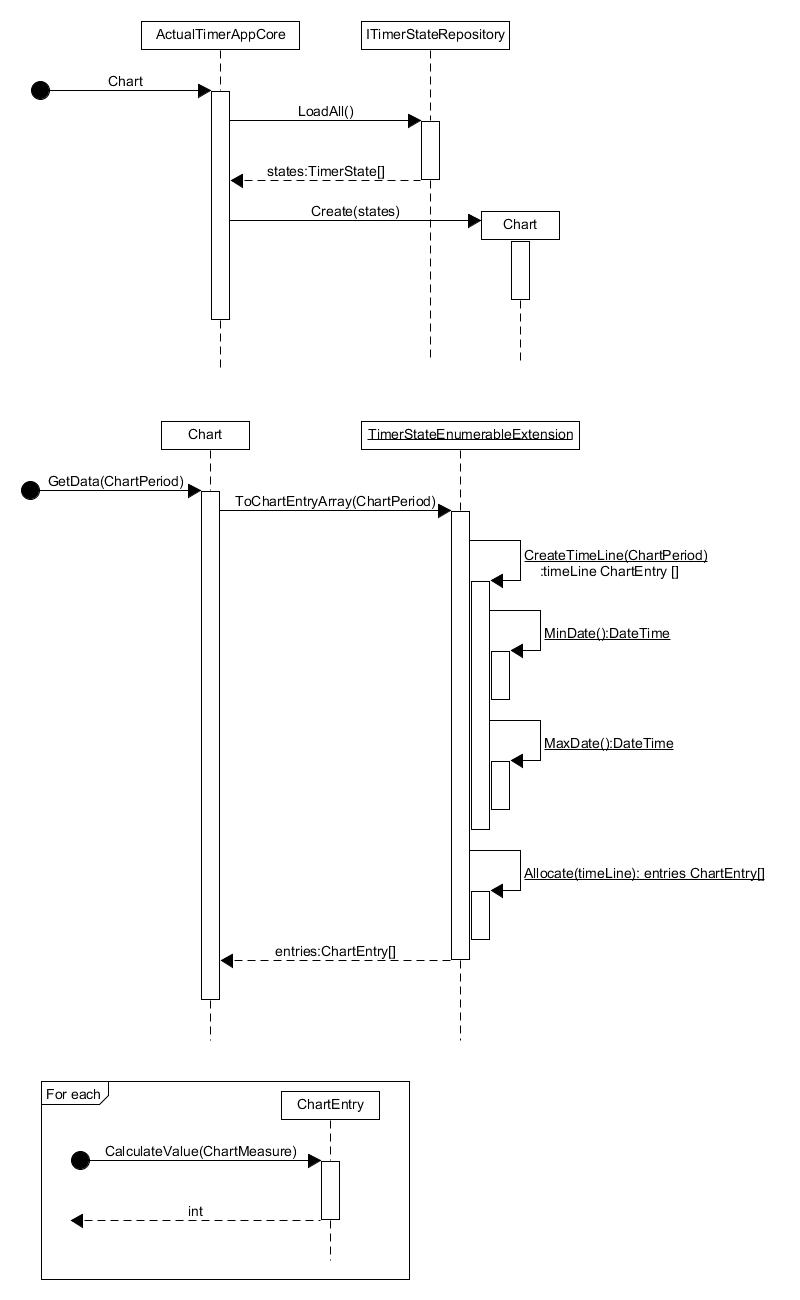 ActualTimerAppCore
ITimerStateRepository
Chart
LoadAll()
states:TimerState[]
Create(states)
Chart
Chart
TimerStateEnumerableExtension
GetData(ChartPeriod)
ToChartEntryArray(ChartPeriod)
CreateTimeLine(ChartPeriod)
:timeLine ChartEntry []
MinDate():DateTime
MaxDate():DateTime
Allocate(timeLine): entries ChartEntry[]
entries:ChartEntry[]
For each
ChartEntry
CalculateValue(ChartMeasure)
int